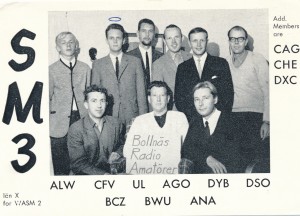 SM3
Add.
Members
are
CAG
CHE
DXC
Bollnäs
Radio
Amatörer
ALW CFV UL AGO DYB DSO
BCZ BWU ANA
län X
for WASM 2